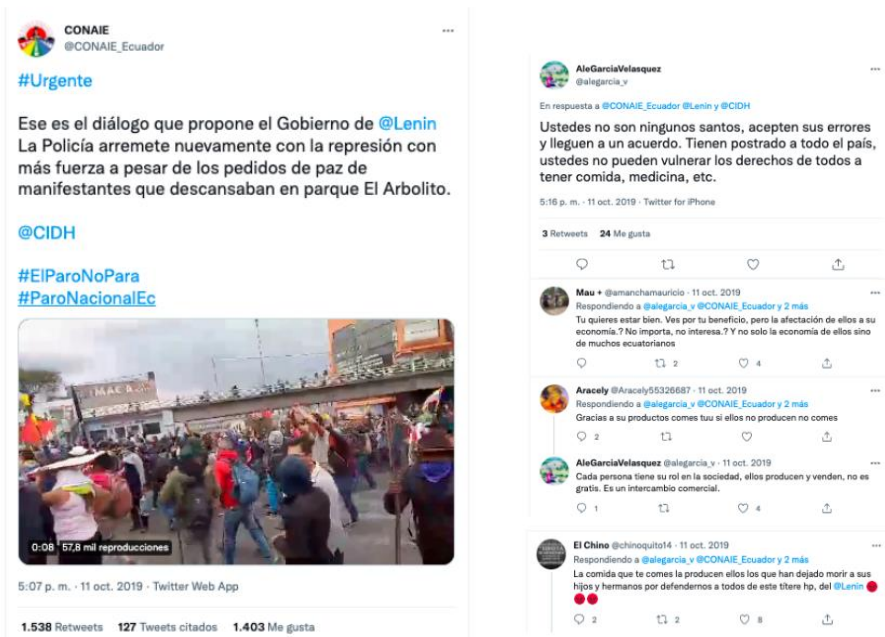 CONAIE
@CONAIE_Ecuador
#Urgente
Ese es el diálogo que propone el Gobierno de @Lenin
La Policía arremete nuevamente con la represión con
más fuerza a pesar de los pedidos de paz de
manifestantes que descansaban en parque El Arbolito.
@CIDH
#ElParoNoPara
#ParoNacionalEc
0:08 57,8 mil reproducciones
5:07 p. m. · 11 oct. 2019 · Twitter Web App
1.538 Retweets 127 Tweets citados 1.403 Me gusta
AleGarciaVelasquez
@alegarcia_v
En respuesta a @CONAIE_Ecuador @Lenin y @CIDH
Ustedes no son ningunos santos, acepten sus errores
y lleguen a un acuerdo. Tienen postrado a todo el país,
ustedes no pueden vulnerar los derechos de todos a
tener comida, medicina, etc.
5:16 p. m. · 11 oct. 2019 · Twitter for iPhone
3 Retweets 24 Me gusta
Mau + @amanchamauricio · 11 oct. 2019
Respondiendo a @alegarcia_v @CONAIE_Ecuador y 2 más
Tu quieres estar bien. Ves por tu beneficio, pero la afectación de ellos a su
economía.? No importa, no interesa.? Y no solo la economía de ellos sino
de muchos ecuatorianos
2 4
Aracely @Aracely55326687 · 11 oct. 2019
Respondiendo a @alegarcia_v @CONAIE_Ecuador y 2 más
Gracias a su productos comes tuu si ellos no producen no comes
2
AleGarciaVelasquez @alegarcia_v · 11 oct. 2019
Cada persona tiene su rol en la sociedad, ellos producen y venden, no es
gratis. Es un intercambio comercial.
1 4
El Chino @chinoquito14 · 11 oct. 2019
Respondiendo a @alegarcia_v @CONAIE_Ecuador y 2 más
La comida que te comes la producen ellos los que han dejado morir a sus
hijos y hermanos por defendernos a todos de este títere hp, del @Lenin
2 2 8